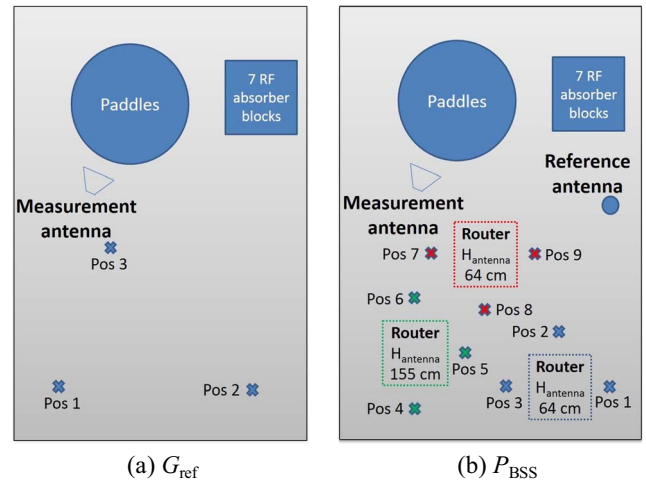 Paddles
7 RF
absorber
blocks
Measurement
antenna
Pos 3
Pos 1
Pos 2
(a) Gref
Paddles
7 RF
absorber
blocks
Reference
antenna
Measurement
antenna
Router
Hantenna
64 cm
Pos 7
Pos 9
Pos 6
Pos 8
Pos 2
Router
Hantenna
155 cm
Pos 5
Router
Hantenna
64 cm
Pos 4
Pos 3
Pos 1
(b) PBSS